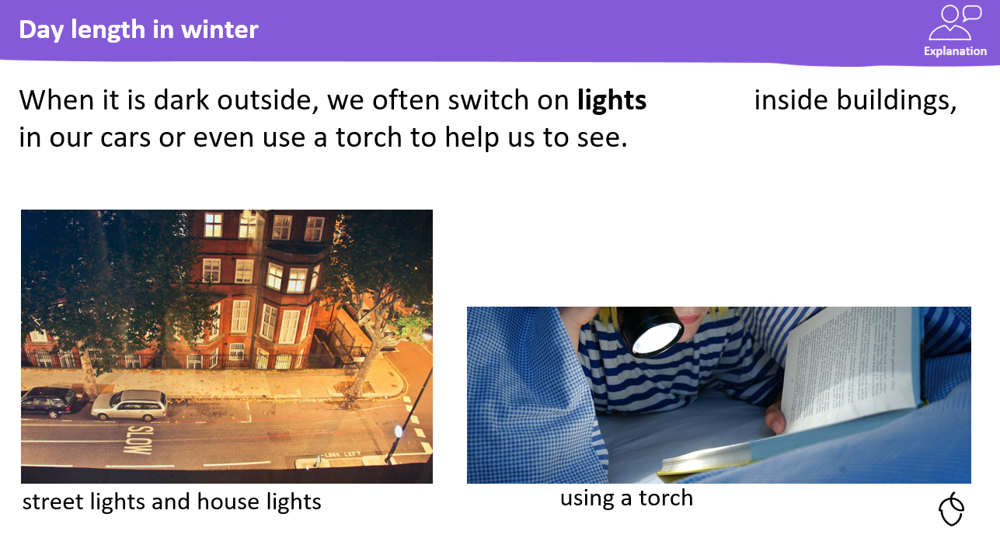 Day length in winter
Explanation
When it is dark outside, we often switch on lights inside buildings,
in our cars or even use a torch to help us to see.
SLOW
LOOK LEFT
street lights and house lights
using a torch